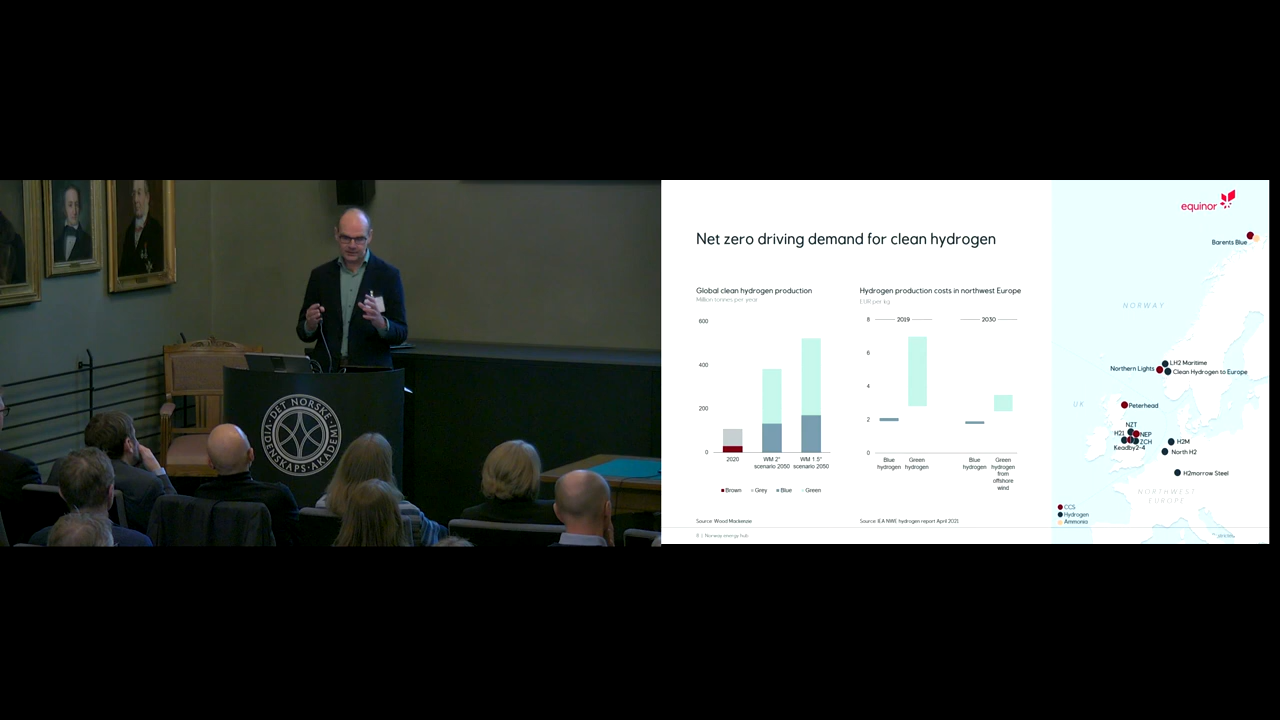 DET NORSKE
VIDENSKAPS-AKADEMI
equinor
Net zero driving demand for clean hydrogen
Global clean hydrogen production
Million tonnes per year
600
400
200
0
2020
WM 2°
scenario 2050
WM 1.5°
scenario 2050
Brown
Grey
Blue
Green
Source: Wood Mackenzie
Hydrogen production costs in northwest Europe
EUR per kg
8
6
4
2
0
2019
2030
Blue
hydrogen
Green
hydrogen
Blue
hydrogen
Green
hydrogen
from
offshore
wind
Source: IEA NWE hydrogen report April 2021
Barents Blue
NORWAY
LH2 Maritime
Northern Lights
Clean Hydrogen to Europe
UK
Peterhead
NZT
H21
NEP
ZCH
Keadby2-4
H2M
North H2
H2morrow Steel
NORTHWEST
EUROPE
CCS
Hydrogen
Ammonia
8 | Norway energy hub